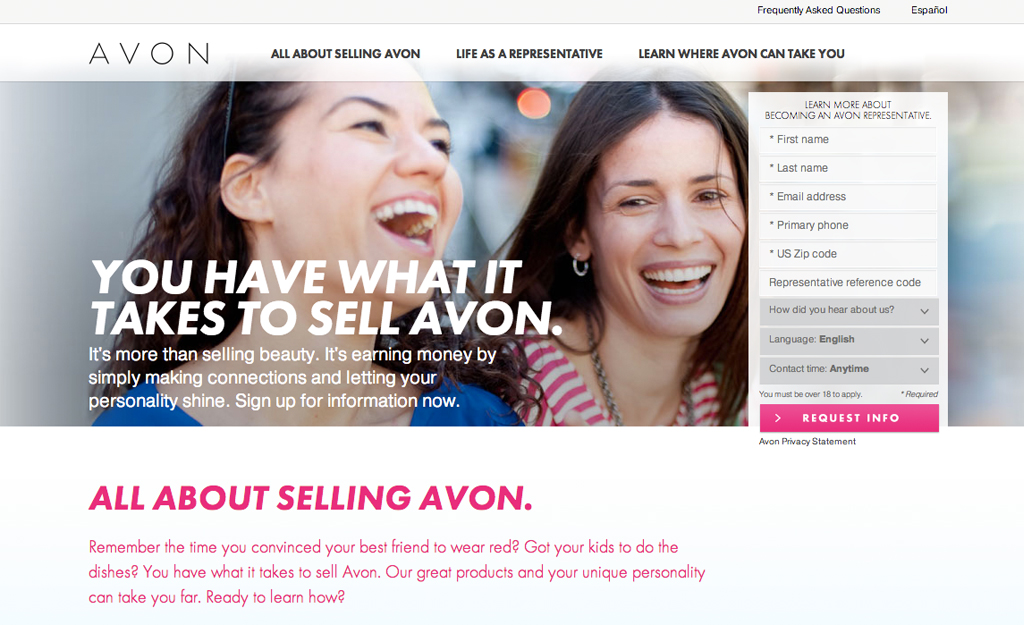 Frequently Asked Questions
Español
AVON
ALL ABOUT SELLING AVON
LIFE AS A REPRESENTATIVE
LEARN WHERE AVON CAN TAKE YOU
YOU HAVE WHAT IT
TAKES TO SELL AVON.
It's more than selling beauty. It's earning money by
simply making connections and letting your
personality shine. Sign up for information now.
LEARN MORE ABOUT
BECOMING AN AVON REPRESENTATIVE.
* First name
* Last name
* Email address
* Primary phone
* US Zip code
Representative reference code
How did you hear about us?
Language: English
Contact time: Anytime
You must be over 18 to apply.
* Required
REQUEST INFO
Avon Privacy Statement
ALL ABOUT SELLING AVON.
Remember the time you convinced your best friend to wear red? Got your kids to do the
dishes? You have what it takes to sell Avon. Our great products and your unique personality
can take you far. Ready to learn how?